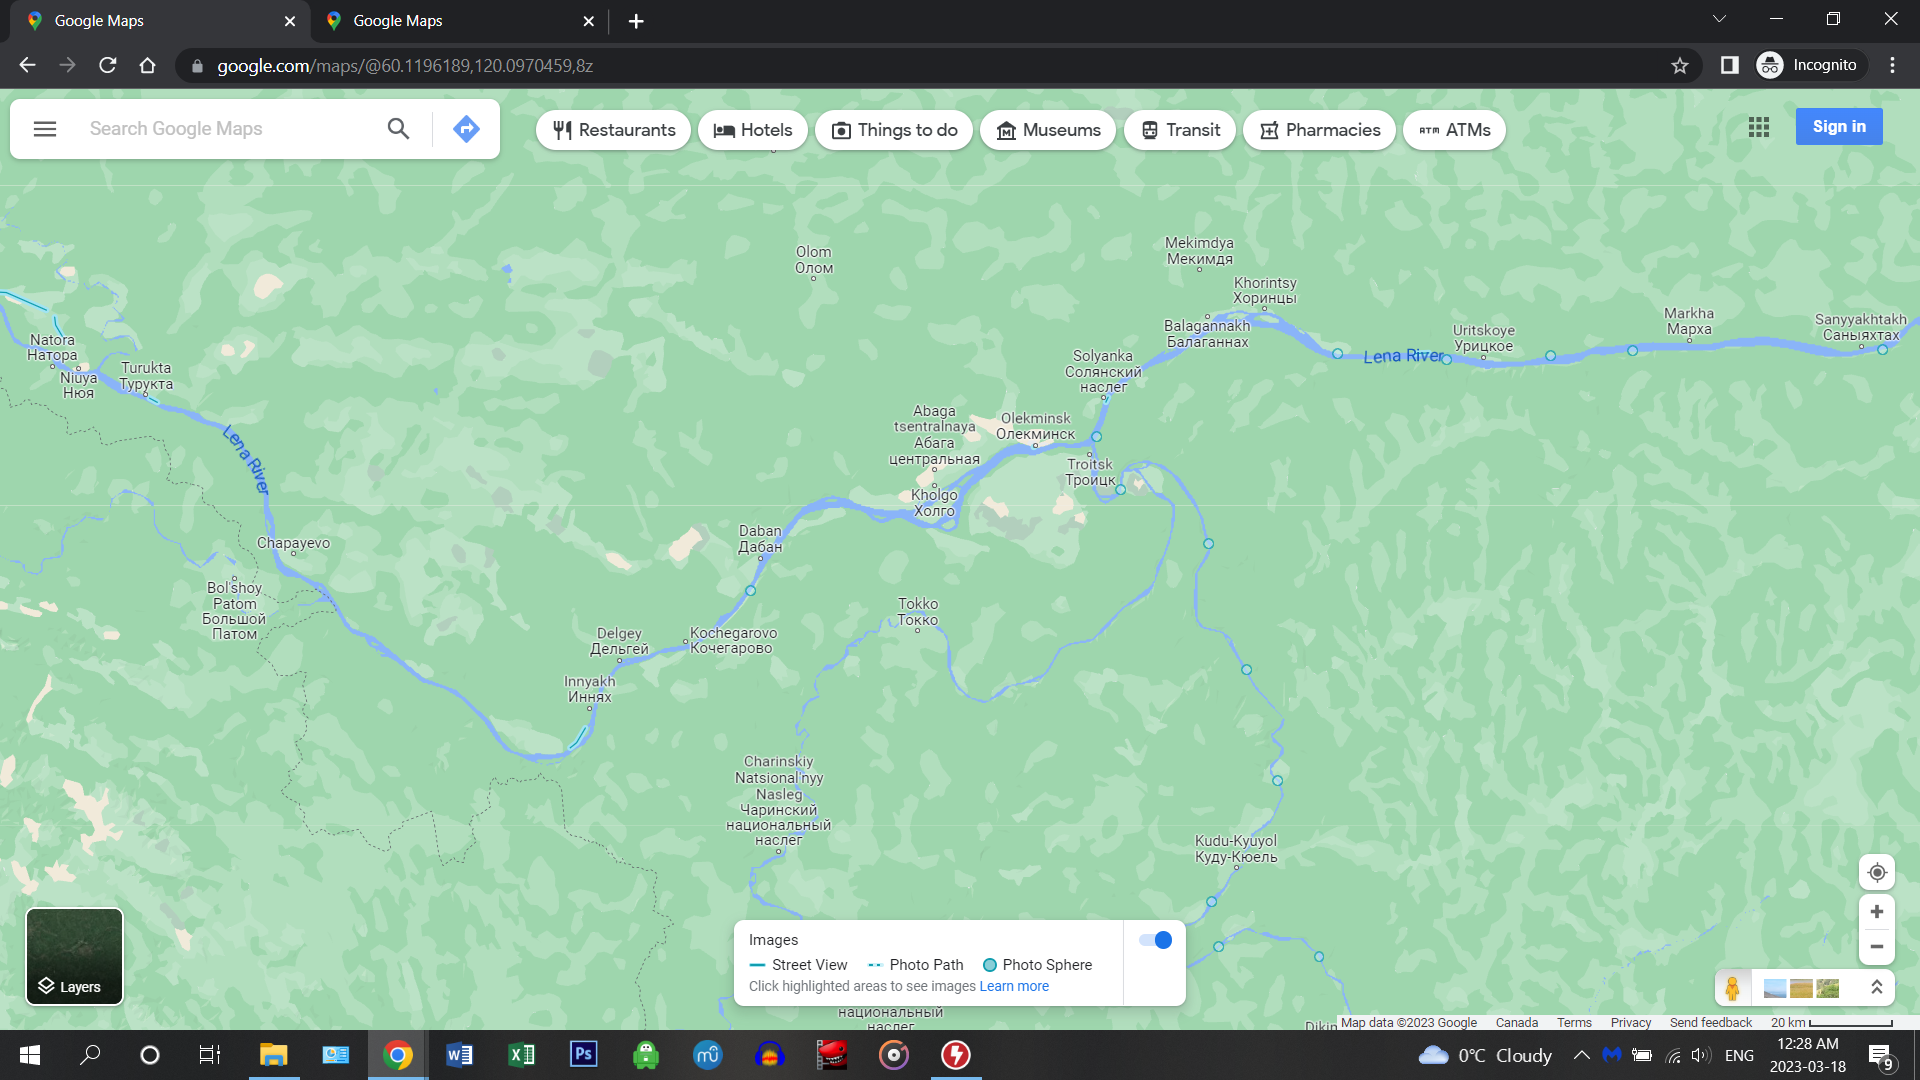 Google Maps
Google Maps
google.com/maps/@60.1196189,120.0970459,8z
Incognito
Search Google Maps
Restaurants
Hotels
Things to do
Museums
Transit
Pharmacies
ATM ATMs
Sign in
Olom
Олом
Mekimdya
Мекимдя
Khorintsy
Хоринцы
Balagannakh
Балаганнах
Lena River
Uritskoye
Урицкое
Markha
Марха
Sanyyakhtakh
Саныяхтах
Natora
Натора
Niuya
Нюя
Turukta
Турукта
Lena River
Solyanka
Солянский
наслег
Abaga
tsentralnaya
Абага
центральная
Olekminsk
Олекминск
Troitsk
Троицк
Kholgo
Холго
Daban
Дабан
Chapayevo
Bol'shoy
Patom
Большой
Патом
Tokko
Токко
Delgey
Дельгей
Kochegarovo
Кочегарово
Innyakh
Иннях
Charinskiy
Natsional'nyy
Nasleg
Чаринский
национальный
наслег
Kudu-Kyuyol
Куду-Кюель
Layers
Images
Street View
Photo Path
Photo Sphere
Click highlighted areas to see images Learn more
национальный
наслег
Dikin
Map data ©2023 Google
Canada
Terms
Privacy
Send feedback
20 km
W
X
Ps
mu
0°C Cloudy
ENG
12:28 AM
2023-03-18
9